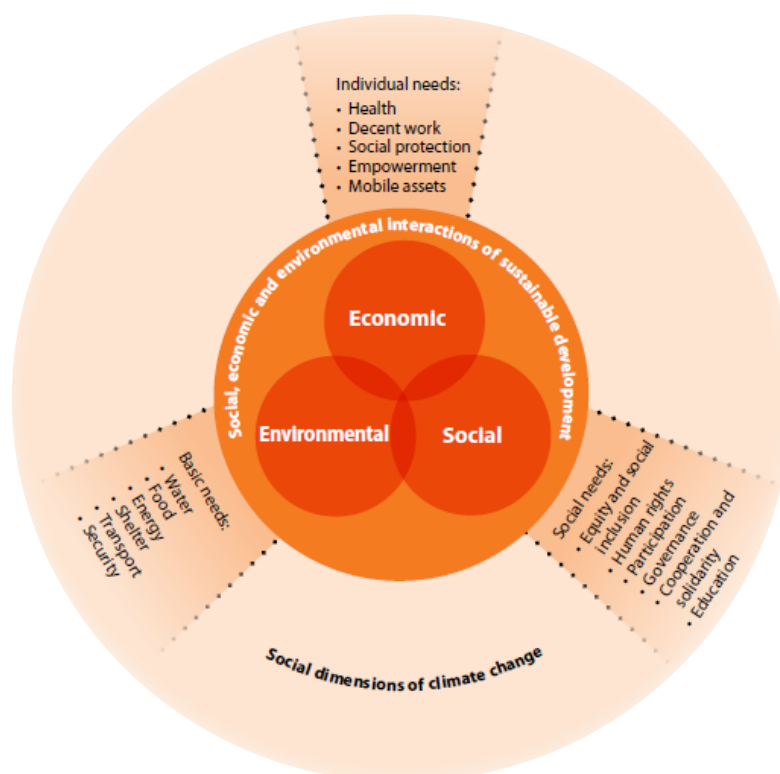 Individual needs:
• Health
• Decent work
• Social protection
• Empowerment
• Mobile assets
Social, economic and environmental interactions of sustainable development
Economic
Environmental
Social
Basic needs:
• Water
• Food
• Energy
• Shelter
• Transport
• Security
Social needs:
• Equity and social
inclusion
• Human rights
• Participation
• Governance
• Cooperation and
solidarity
• Education
Social dimensions of climate change